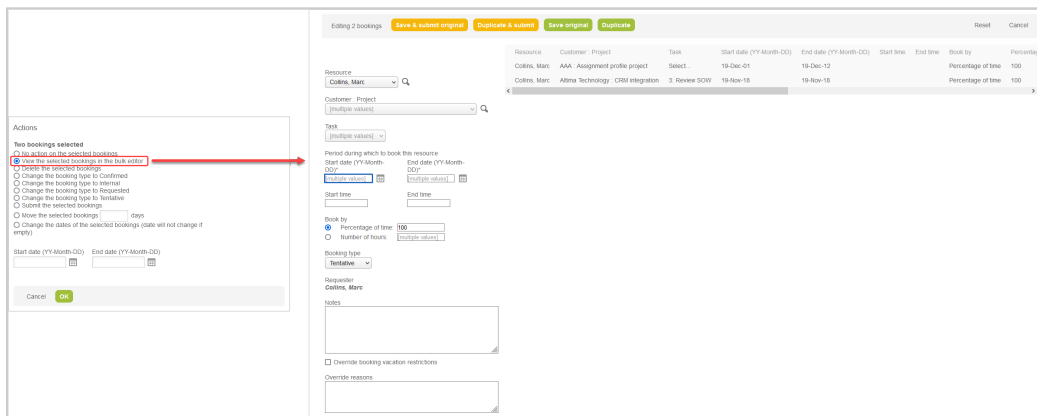 Editing 2 bookings Save & submit original Duplicate & submit Save original Duplicate Reset Cancel
Resource Customer : Project Task Start date (YY-Month-DD) End date (YY-Month-DD) Start time End time Book by Percentag
Collins, Marc AAA : Assignment profile project Select... 19-Dec-01 19-Dec-12 Percentage of time 100
Collins, Marc Altima Technology : CRM integration 3: Review SOW 19-Nov-18 19-Nov-18 Percentage of time 100
Resource
Collins, Marc
Customer : Project
[multiple values]
Task
[multiple values]
Period during which to book this resource
Start date (YY-Month-DD)* End date (YY-Month-DD)*
[multiple values] [multiple values]
Start time End time
Book by
Percentage of time: 100
Number of hours: [multiple values]
Booking type
Tentative
Requester
Collins, Marc
Notes
Override booking vacation restrictions
Override reasons
Actions
Two bookings selected
No action on the selected bookings
View the selected bookings in the bulk editor
Delete the selected bookings
Change the booking type to Confirmed
Change the booking type to Internal
Change the booking type to Requested
Change the booking type to Tentative
Submit the selected bookings
Move the selected bookings days
Change the dates of the selected bookings (date will not change if
empty)
Start date (YY-Month-DD) End date (YY-Month-DD)
Cancel OK